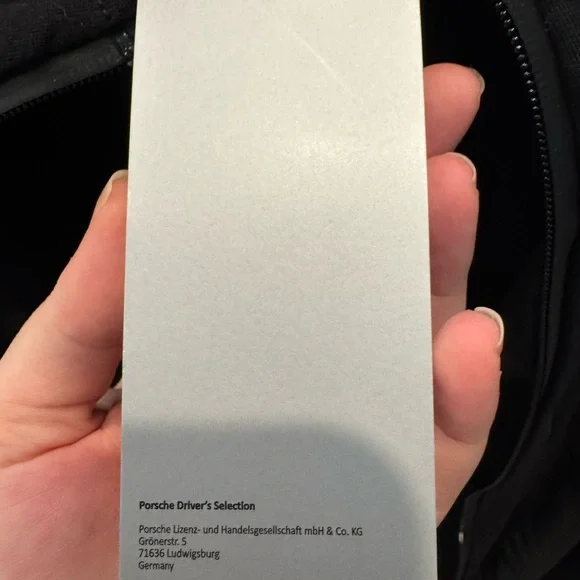 Porsche Driver's Selection
Porsche Lizenz- und Handelsgesellschaft mbH & Co. KG
Grönerstr. 5
71636 Ludwigsburg
Germany